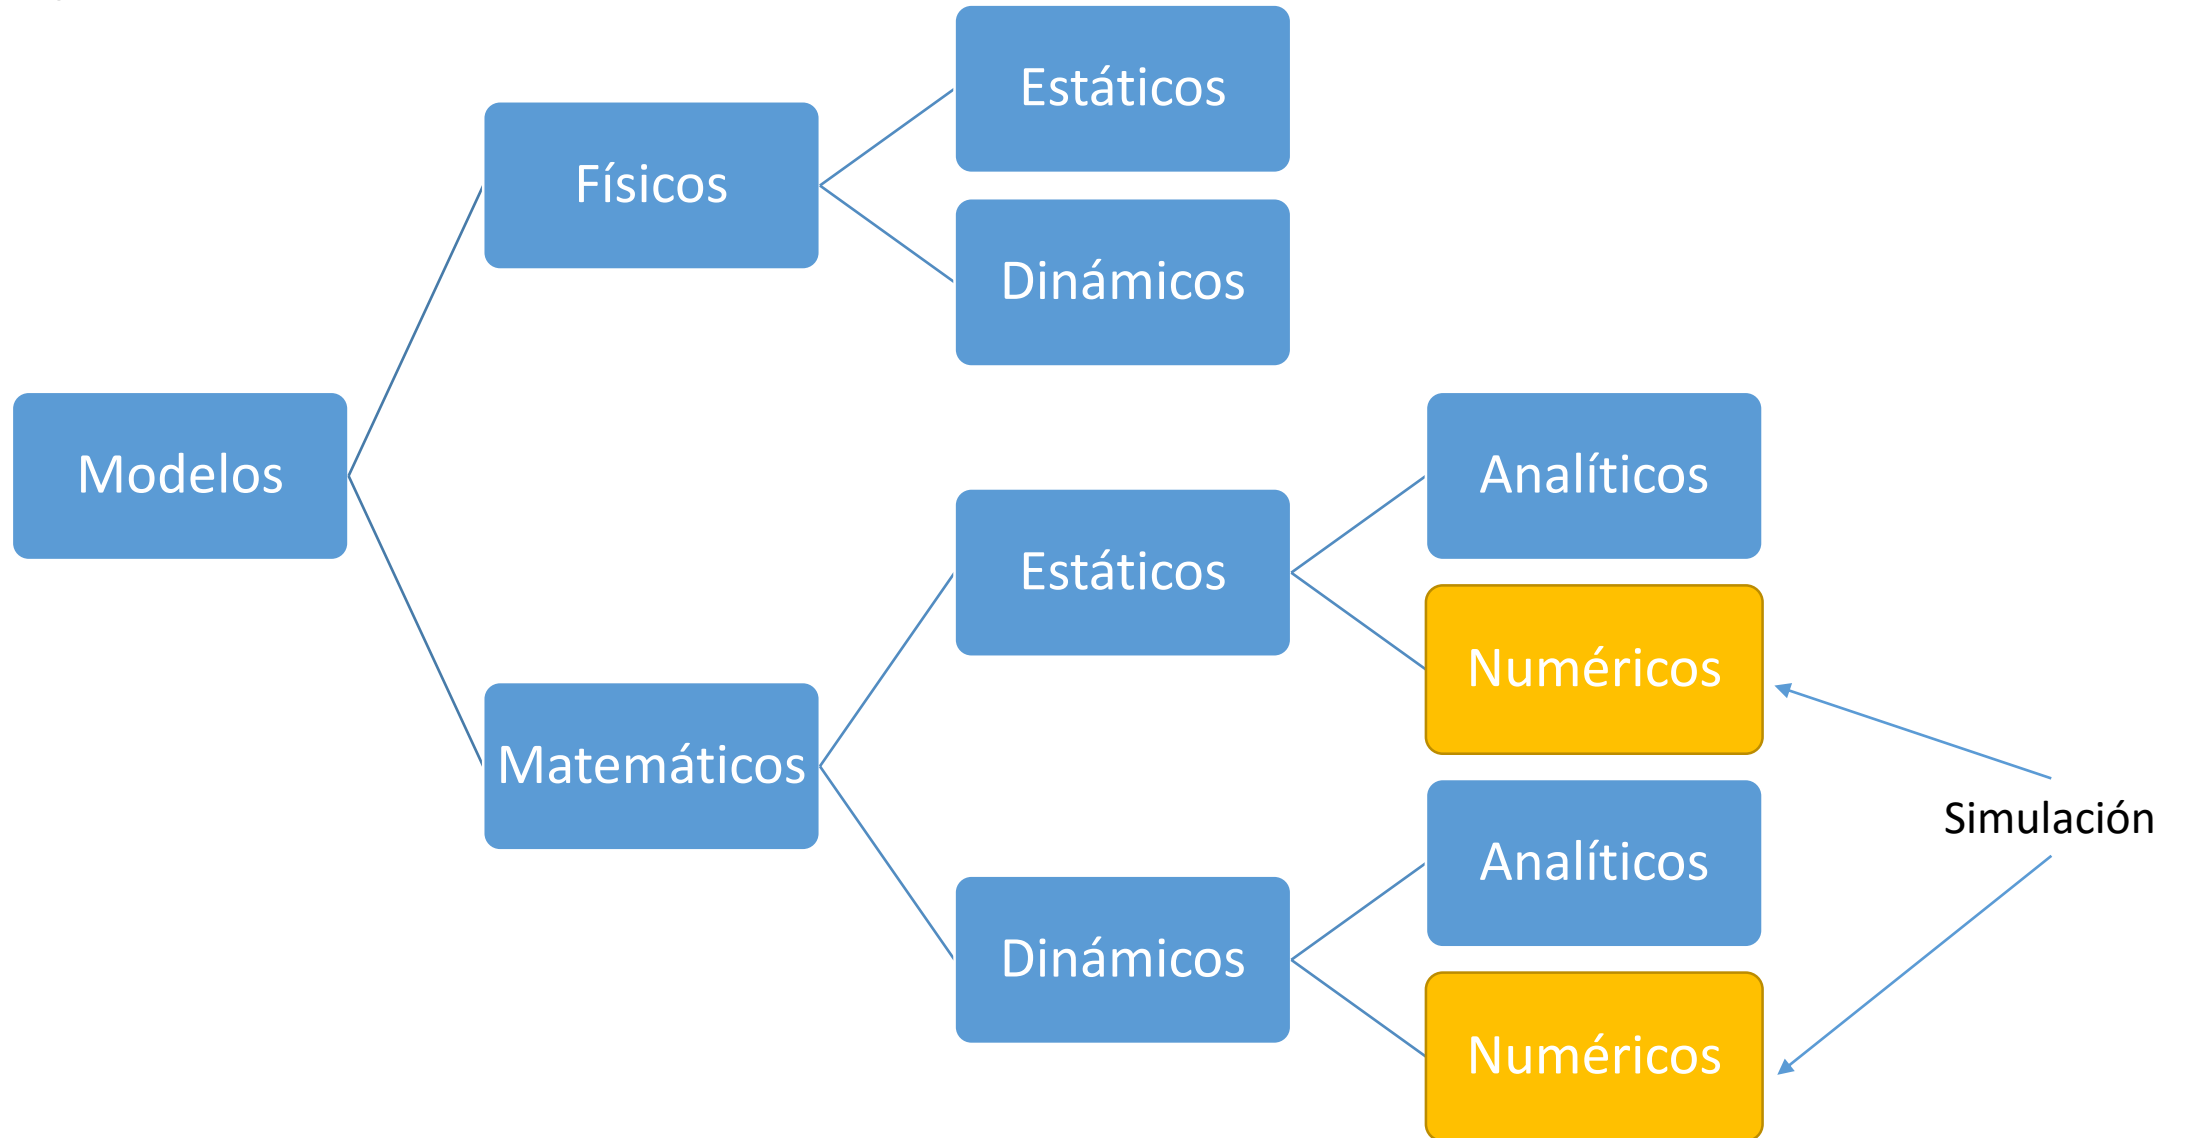 Estáticos
Físicos
Dinámicos
Modelos
Analíticos
Estáticos
Numéricos
Matemáticos
Simulación
Analíticos
Dinámicos
Numéricos